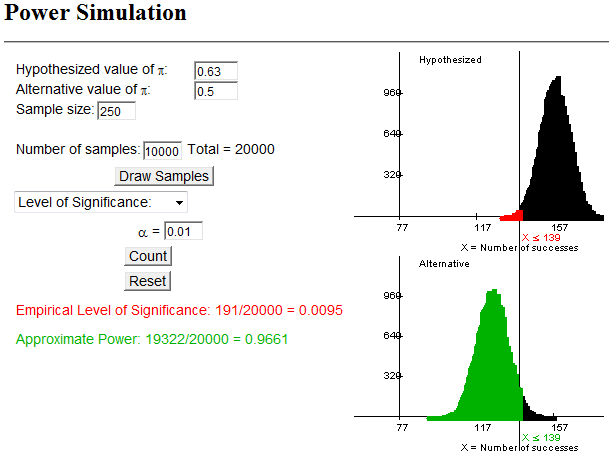 Power Simulation
Hypothesized value of π: 0.63
Alternative value of π: 0.5
Sample size: 250
Number of samples: 10000 Total = 20000
Draw Samples
Level of Significance:
α = 0.01
Count
Reset
Empirical Level of Significance: 191/20000 = 0.0095
Approximate Power: 19322/20000 = 0.9661
Hypothesized
960
640
320
77 117 157
X ≤ 139
X = Number of successes
Alternative
960
640
320
77 117 157
X ≤ 139
X = Number of successes